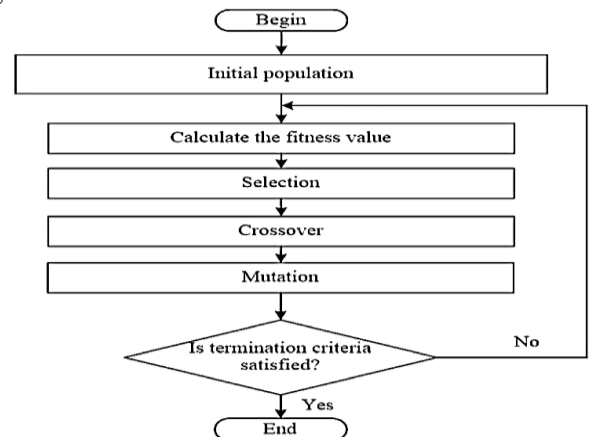 Begin
Initial population
Calculate the fitness value
Selection
Crossover
Mutation
Is termination criteria
satisfied?
No
Yes
End